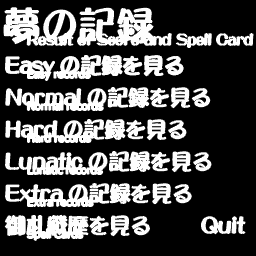 夢の記録
Result of Score and Spell Card
Easyの記録を見る
Easy records
Normalの記録を見る
Normal records
Hardの記録を見る
Hard records
Lunaticの記録を見る
Lunatic records
Extraの記録を見る
Extra records
御札戦歴を見る Quit
Spell Cards